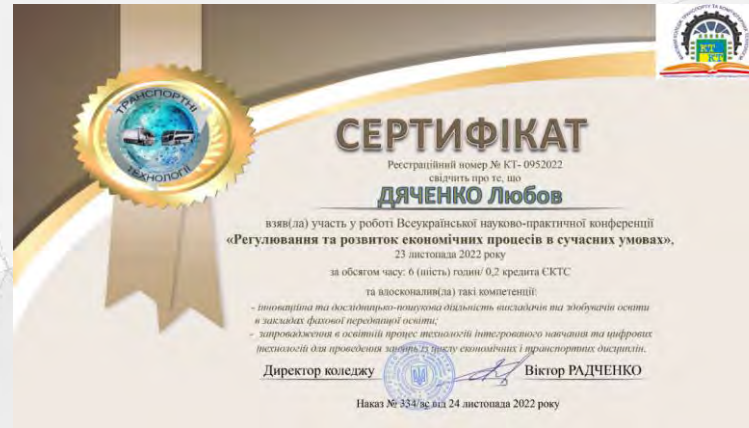 ТРАНСПОРТНІ
ТЕХНОЛОГІЇ
КТ
КТ
СЕРТИФІКАТ
Реєстраційний номер № КТ- 0952022
свідчить про те, що
ДЯЧЕНКО Любов
взяв(ла) участь у роботі Всеукраїнської науково-практичної конференції
«Регулювання та розвиток економічних процесів в сучасних умовах»,
23 листопада 2022 року
за обсягом часу: 6 (шість) годин/ 0,2 кредита ЄКТС
та вдосконалив(ла) такі компетенції:
- інноваційна та дослідницько-пошукова діяльність викладачів та здобувачів освіти
в закладах фахової передвищої освіти;
- запровадження в освітній процес технологій інтегрованого навчання та цифрових
технологій для проведення занять із циклу економічних і транспортних дисциплін.
Директор коледжу Віктор РАДЧЕНКО
Наказ № 334/ас від 24 листопада 2022 року